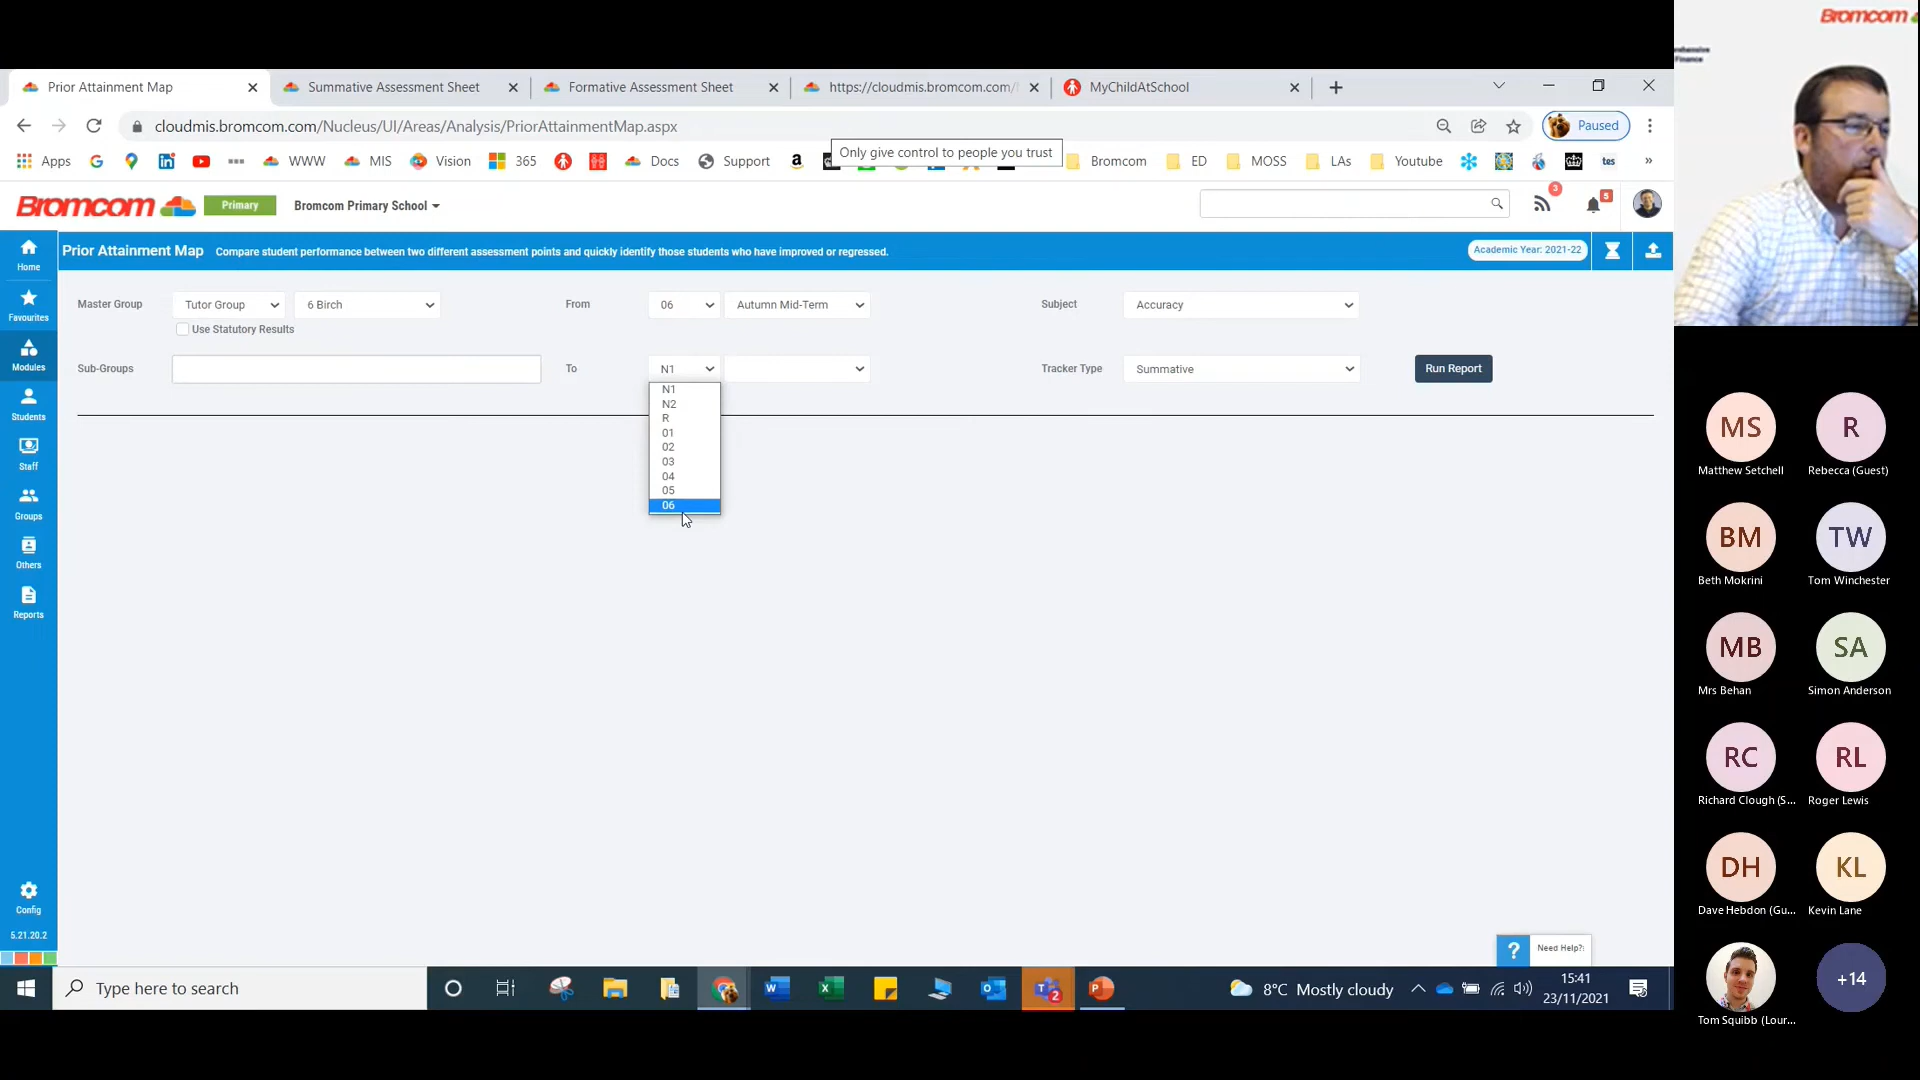 Bromcom
Prior Attainment Map
Summative Assessment Sheet
Formative Assessment Sheet
https://cloudmis.bromcom.com/
MyChildAtSchool
cloudmis.bromcom.com/Nucleus/UI/Areas/Analysis/PriorAttainmentMap.aspx
Paused
Only give control to people you trust
Apps
WWW
MIS
Vision
365
Docs
Support
Bromcom
ED
MOSS
LAs
Youtube
tes
»
Bromcom
Primary
Bromcom Primary School
3
5
Prior Attainment Map
Compare student performance between two different assessment points and quickly identify those students who have improved or regressed.
Academic Year: 2021-22
Home
Favourites
Modules
Students
Staff
Groups
Others
Reports
Config
5.21.20.2
Master Group
Tutor Group
6 Birch
From
06
Autumn Mid-Term
Subject
Accuracy
Use Statutory Results
Sub-Groups
To
N1
Tracker Type
Summative
Run Report
N1
N2
R
01
02
03
04
05
06
?
Need Help?:
Type here to search
2
8°C Mostly cloudy
15:41
23/11/2021
MS
Matthew Setchell
R
Rebecca (Guest)
BM
Beth Mokrini
TW
Tom Winchester
MB
Mrs Behan
SA
Simon Anderson
RC
Richard Clough (S...
RL
Roger Lewis
DH
Dave Hebdon (Gu...
KL
Kevin Lane
Tom Squibb (Lour...
+14